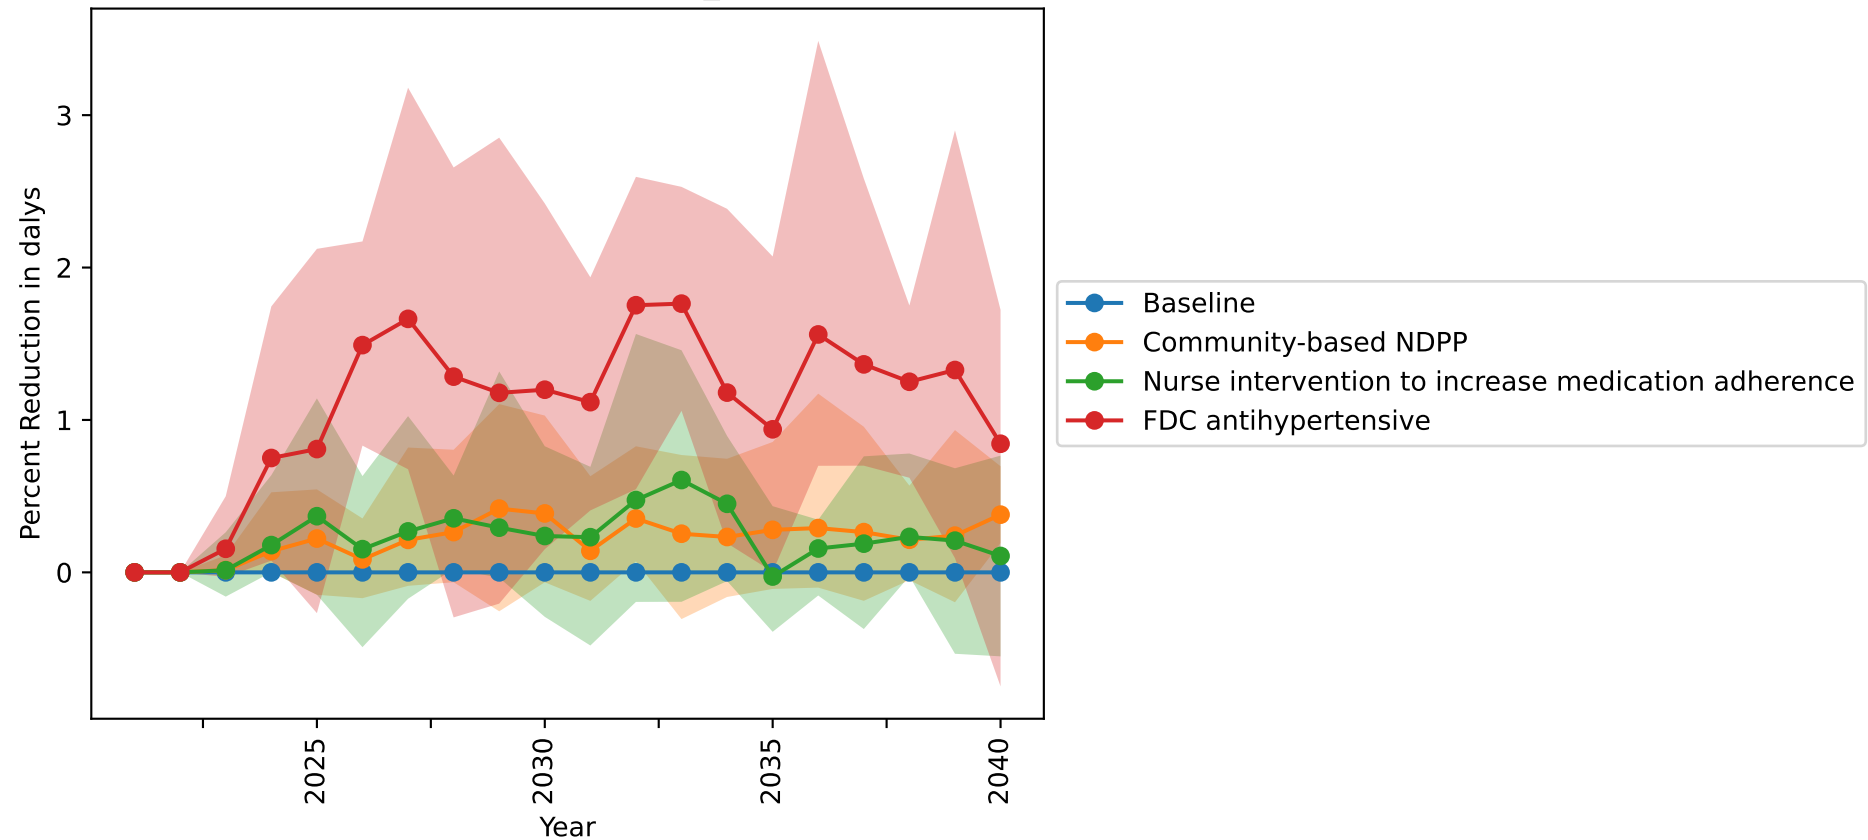 Percent Reduction in dalys
3
2
1
0
2025
2030
2035
2040
Year
Baseline
Community-based NDPP
Nurse intervention to increase medication adherence
FDC antihypertensive